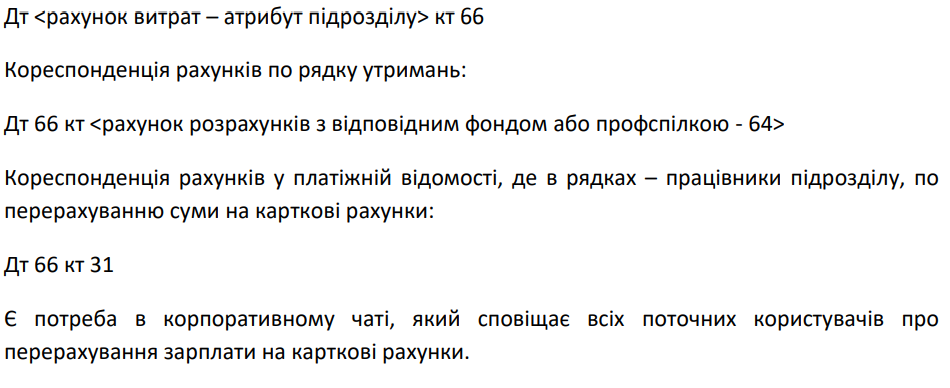 Дт <рахунок витрат – атрибут підрозділу> кт 66
Кореспонденція рахунків по рядку утримань:
Дт 66 кт <рахунок розрахунків з відповідним фондом або профспілкою - 64>
Кореспонденція рахунків у платіжній відомості, де в рядках – працівники підрозділу, по
перерахуванню суми на карткові рахунки:
Дт 66 кт 31
Є потреба в корпоративному чаті, який сповіщає всіх поточних користувачів про
перерахування зарплати на карткові рахунки.